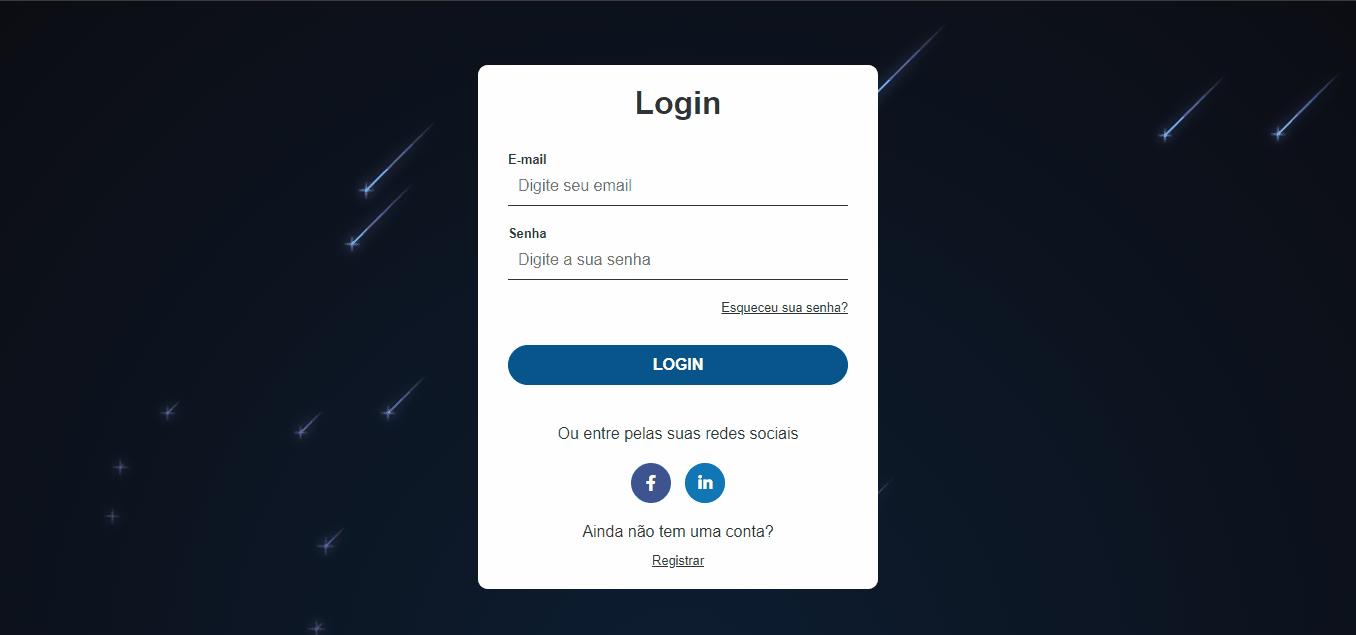 Login
E-mail
Digite seu email
Senha
Digite a sua senha
Esqueceu sua senha?
LOGIN
Ou entre pelas suas redes sociais
f in
Ainda não tem uma conta?
Registrar